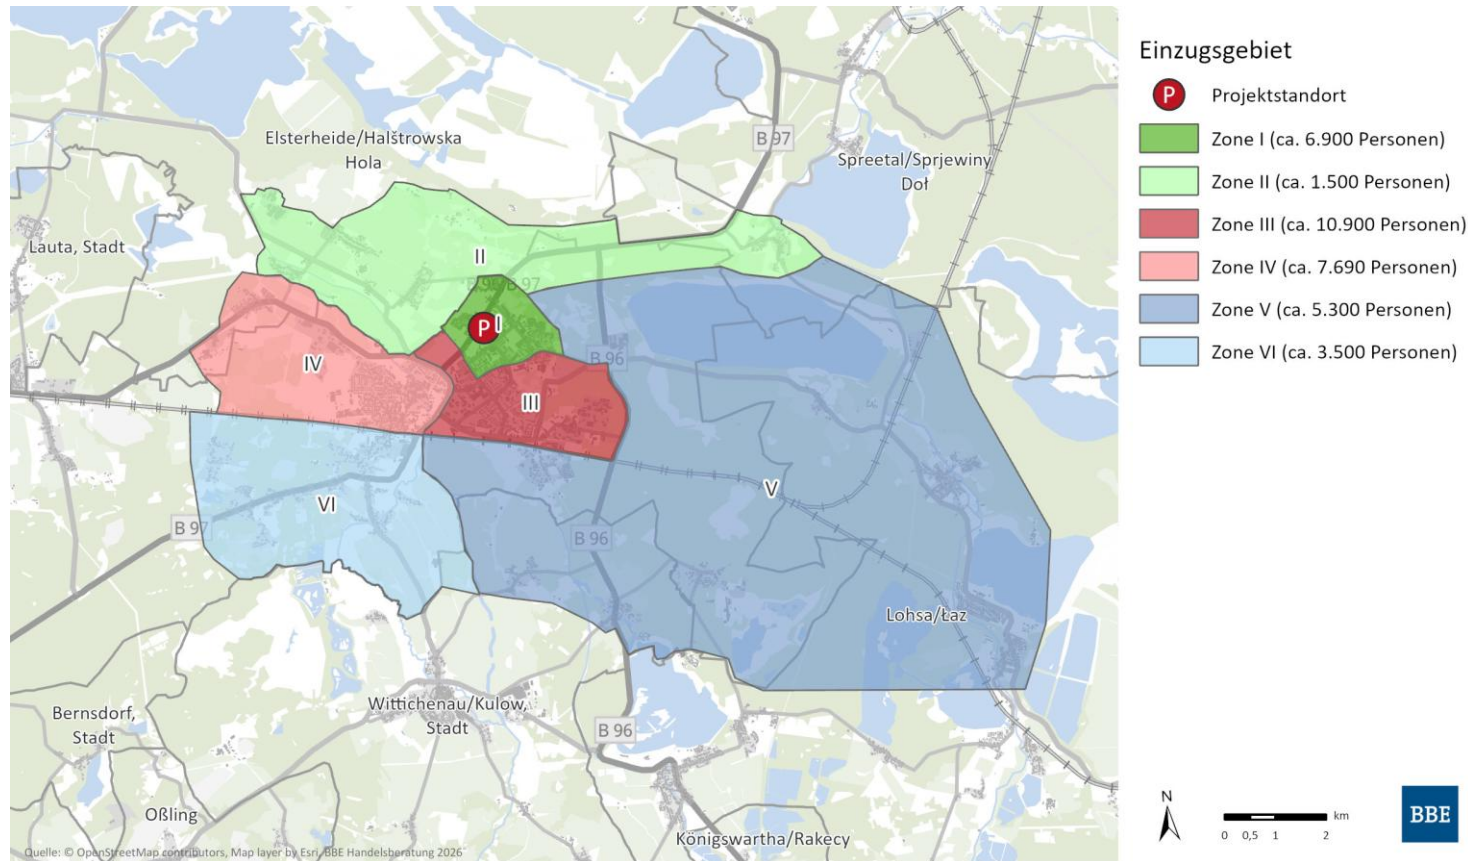 Elsterheide/Halštrowska
Hola
B 97
Spreetal/Sprjewiny
Doł
Lauta, Stadt
II
B 97
P
I
B 96
IV
III
V
VI
B 97
B 96
Lohsa/Łaz
Wittichenau/Kulow,
Stadt
Bernsdorf,
Stadt
B 96
Oßling
Königswartha/Rakecy
Quelle: © OpenStreetMap contributors, Map layer by Esri, BBE Handelsberatung 2026
Einzugsgebiet
P Projektstandort
Zone I (ca. 6.900 Personen)
Zone II (ca. 1.500 Personen)
Zone III (ca. 10.900 Personen)
Zone IV (ca. 7.690 Personen)
Zone V (ca. 5.300 Personen)
Zone VI (ca. 3.500 Personen)
N
km
0 0,5 1 2
BBE